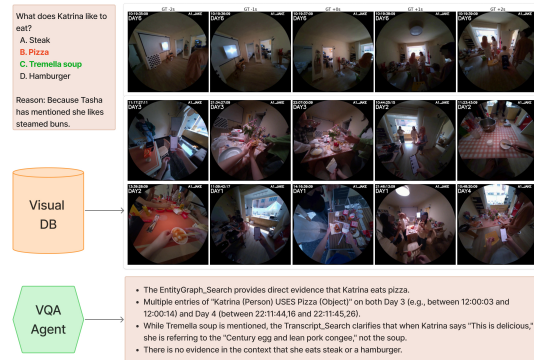 What does Katrina like to
eat?
A. Steak
B. Pizza
C. Tremella soup
D. Hamburger
Reason: Because Tasha
has mentioned she likes
steamed buns.
GT -2s
GT -1s
GT +0s
GT +1s
GT +2s
DAY6
DAY6
DAY6
DAY6
DAY6
DAY3
DAY3
DAY3
DAY2
DAY2
DAY2
DAY1
DAY1
DAY1
DAY4
Visual
DB
VQA
Agent
• The EntityGraph_Search provides direct evidence that Katrina eats pizza.
• Multiple entries of "Katrina (Person) USES Pizza (Object)" on both Day 3 (e.g., between 12:00:03 and
12:00:14) and Day 4 (between 22:11:44,16 and 22:11:45,26).
• While Tremella soup is mentioned, the Transcript_Search clarifies that when Katrina says "This is delicious,"
she is referring to the "Century egg and lean pork congee," not the soup.
• There is no evidence in the context that she eats steak or a hamburger.